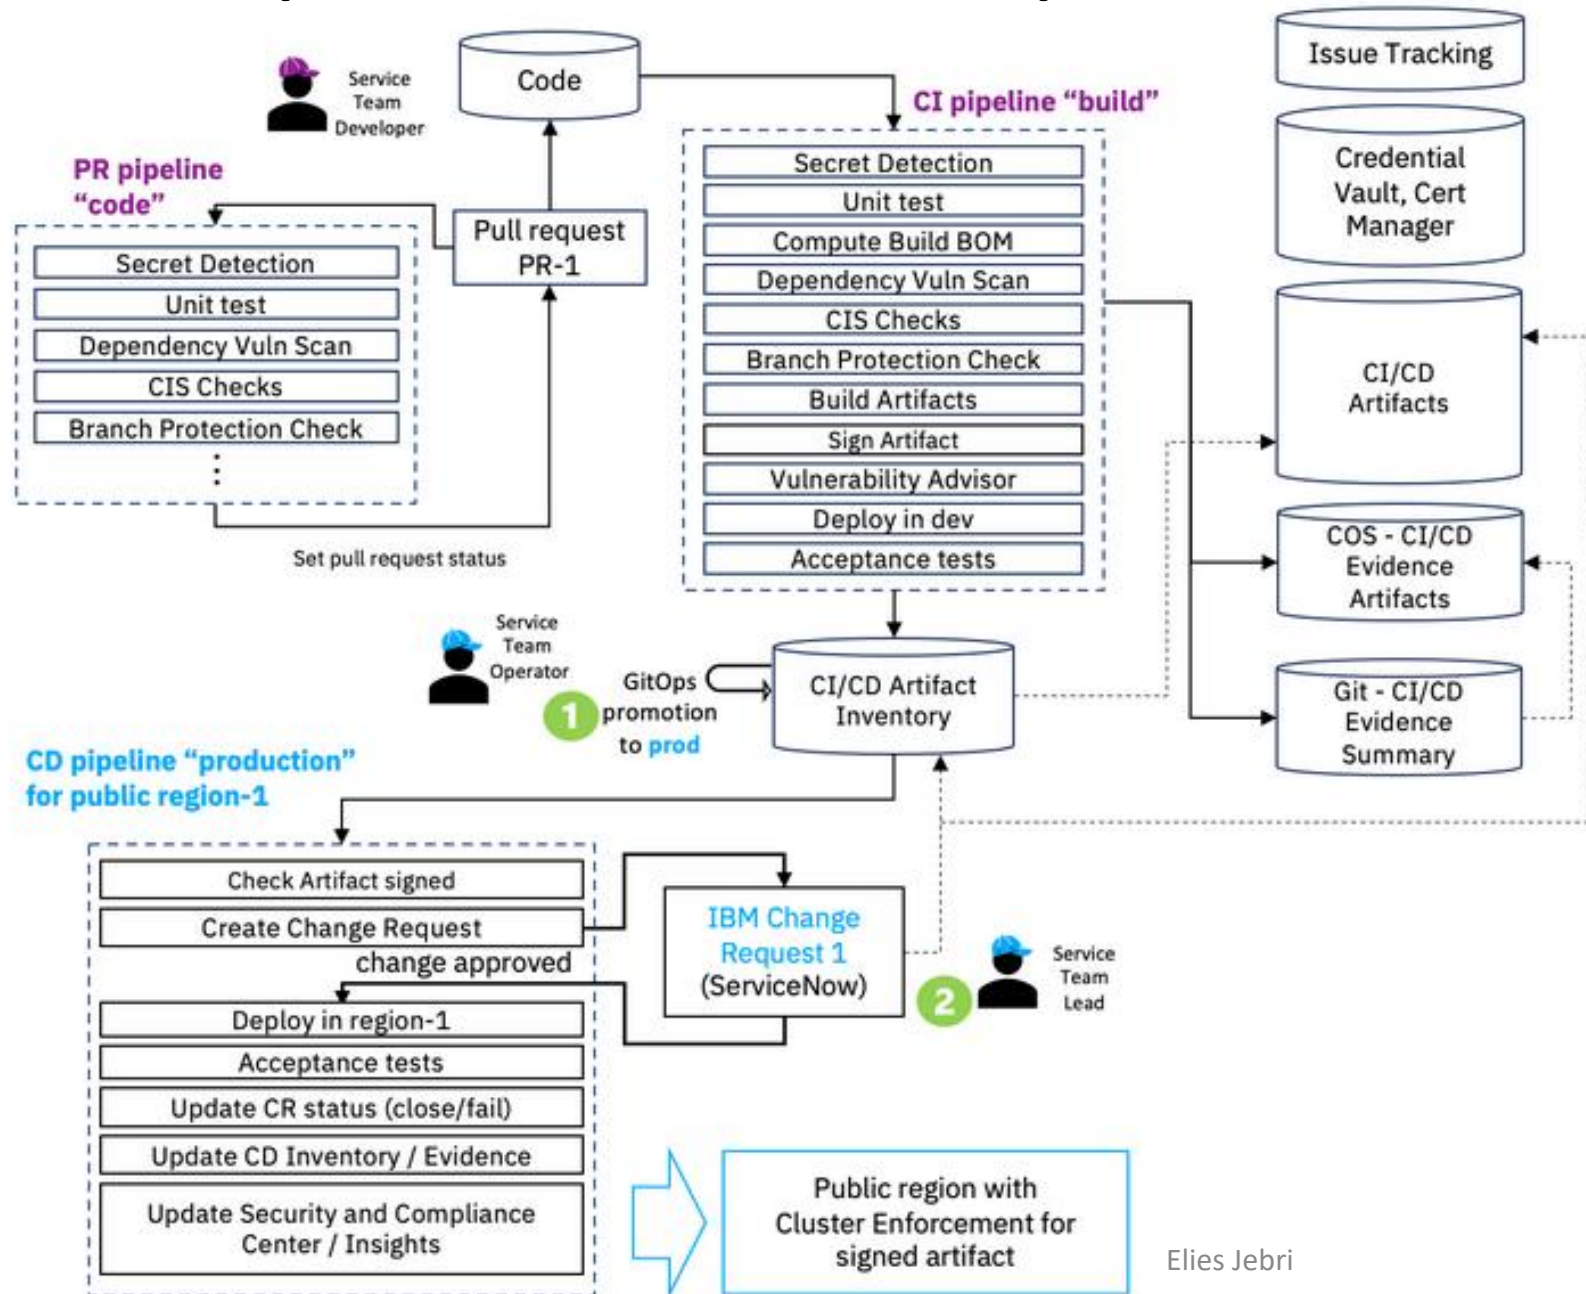 Service
Team
Developer
Code
PR pipeline
“code”
Secret Detection
Unit test
Dependency Vuln Scan
CIS Checks
Branch Protection Check
Pull request
PR-1
Set pull request status
CI pipeline “build”
Secret Detection
Unit test
Compute Build BOM
Dependency Vuln Scan
CIS Checks
Branch Protection Check
Build Artifacts
Sign Artifact
Vulnerability Advisor
Deploy in dev
Acceptance tests
Issue Tracking
Credential
Vault, Cert
Manager
CI/CD
Artifacts
COS - CI/CD
Evidence
Artifacts
Git - CI/CD
Evidence
Summary
Service
Team
Operator
1
GitOps
promotion
to prod
CI/CD Artifact
Inventory
CD pipeline “production”
for public region-1
Check Artifact signed
Create Change Request
change approved
Deploy in region-1
Acceptance tests
Update CR status (close/fail)
Update CD Inventory / Evidence
Update Security and Compliance
Center / Insights
IBM Change
Request 1
(ServiceNow)
2
Service
Team
Lead
Public region with
Cluster Enforcement for
signed artifact
Elies Jebri